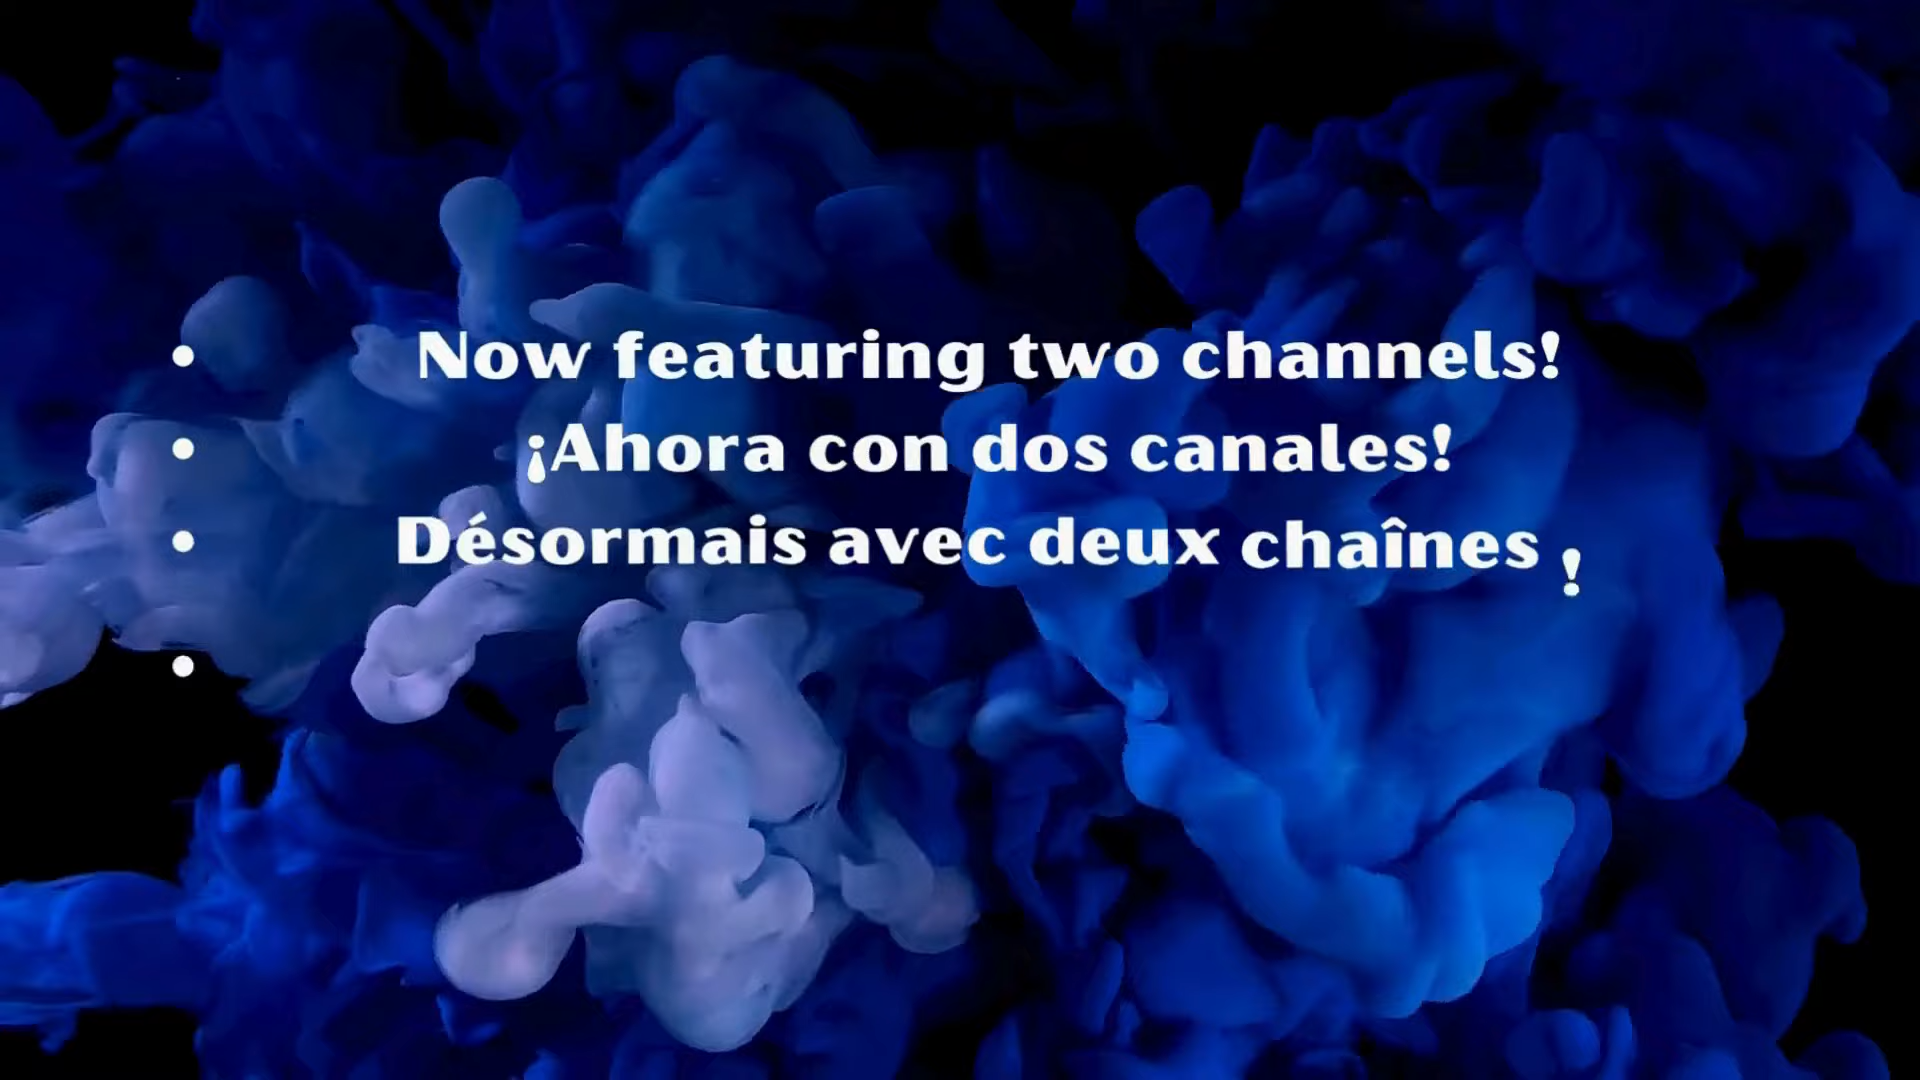 • Now featuring two channels!
• ¡Ahora con dos canales!
• Désormais avec deux chaînes !
•